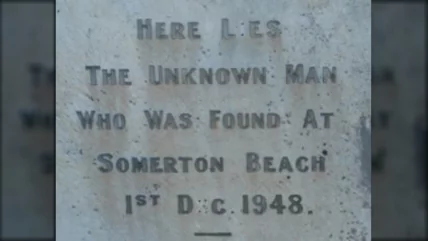 HERE LIES
THE UNKNOWN MAN
WHO WAS FOUND AT
SOMERTON BEACH
1ST DEC 1948.